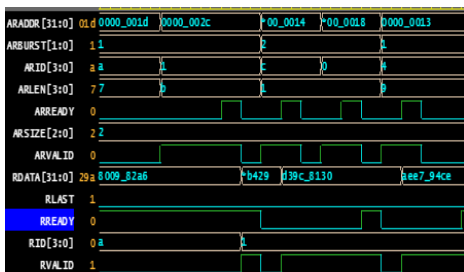 ARADDR[31:0] 01d 0000_001d 0000_002c *00_0014 *00_0018 0000_0013
ARBURST[1:0] 1 1 2 1
ARID[3:0] a a 1 c 0 4
ARLEN[3:0] 7 7 b 1 9
ARREADY 0
ARSIZE[2:0] 2 2
ARVALID 0
RDATA[31:0] 29a 8009_82a6 *b429 d39c_8130 aee7_94ce
RLAST 1
RREADY 0
RID[3:0] 0 a 1
RVALID 1